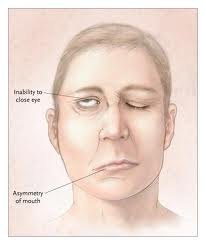 Inability to
close eye
Asymmetry
of mouth